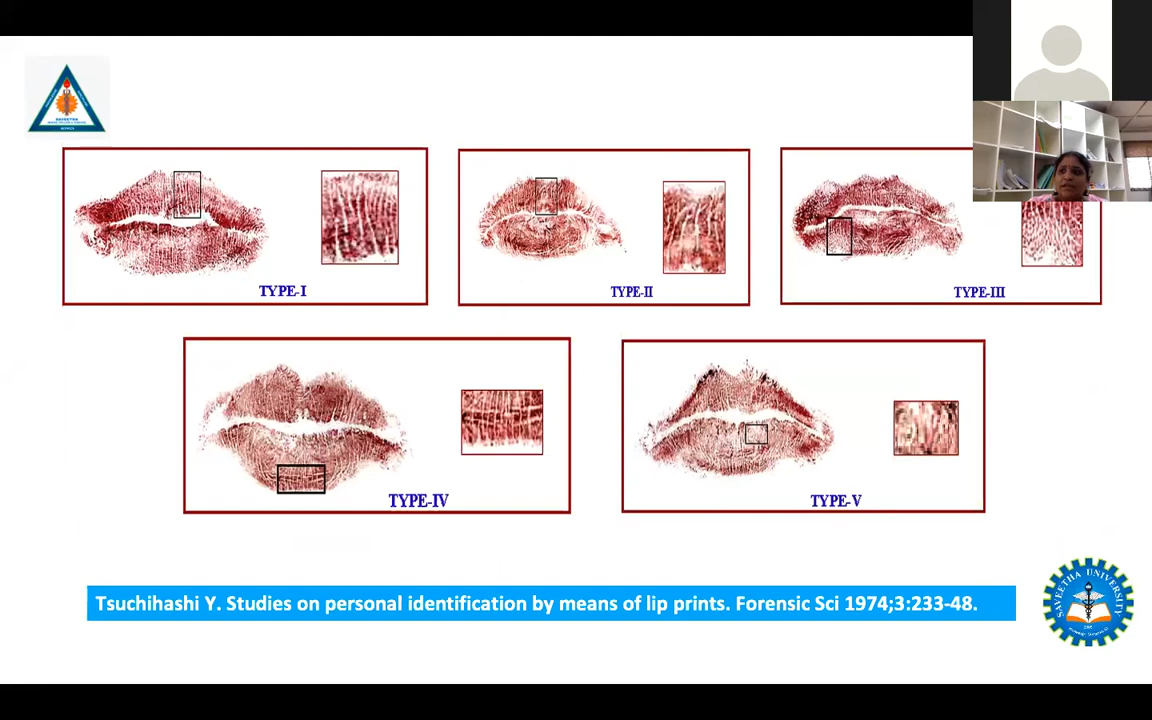 SAVEETHA
TYPE-I
TYPE-II
TYPE-III
TYPE-IV
TYPE-V
Tsuchihashi Y. Studies on personal identification by means of lip prints. Forensic Sci 1974;3:233-48.
SAVEETHA UNIVERSITY